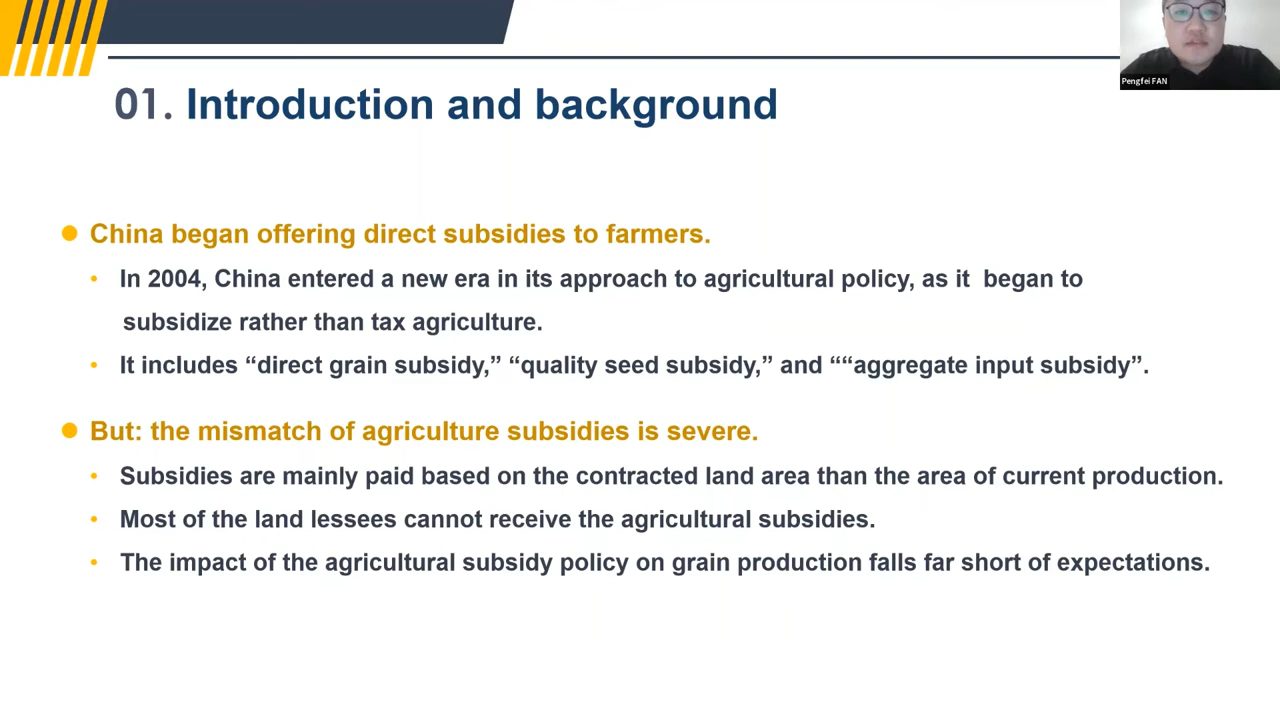 Pengfei FAN
01. Introduction and background
China began offering direct subsidies to farmers.
In 2004, China entered a new era in its approach to agricultural policy, as it began to
subsidize rather than tax agriculture.
It includes “direct grain subsidy,” “quality seed subsidy,” and ““aggregate input subsidy”.
But: the mismatch of agriculture subsidies is severe.
Subsidies are mainly paid based on the contracted land area than the area of current production.
Most of the land lessees cannot receive the agricultural subsidies.
The impact of the agricultural subsidy policy on grain production falls far short of expectations.